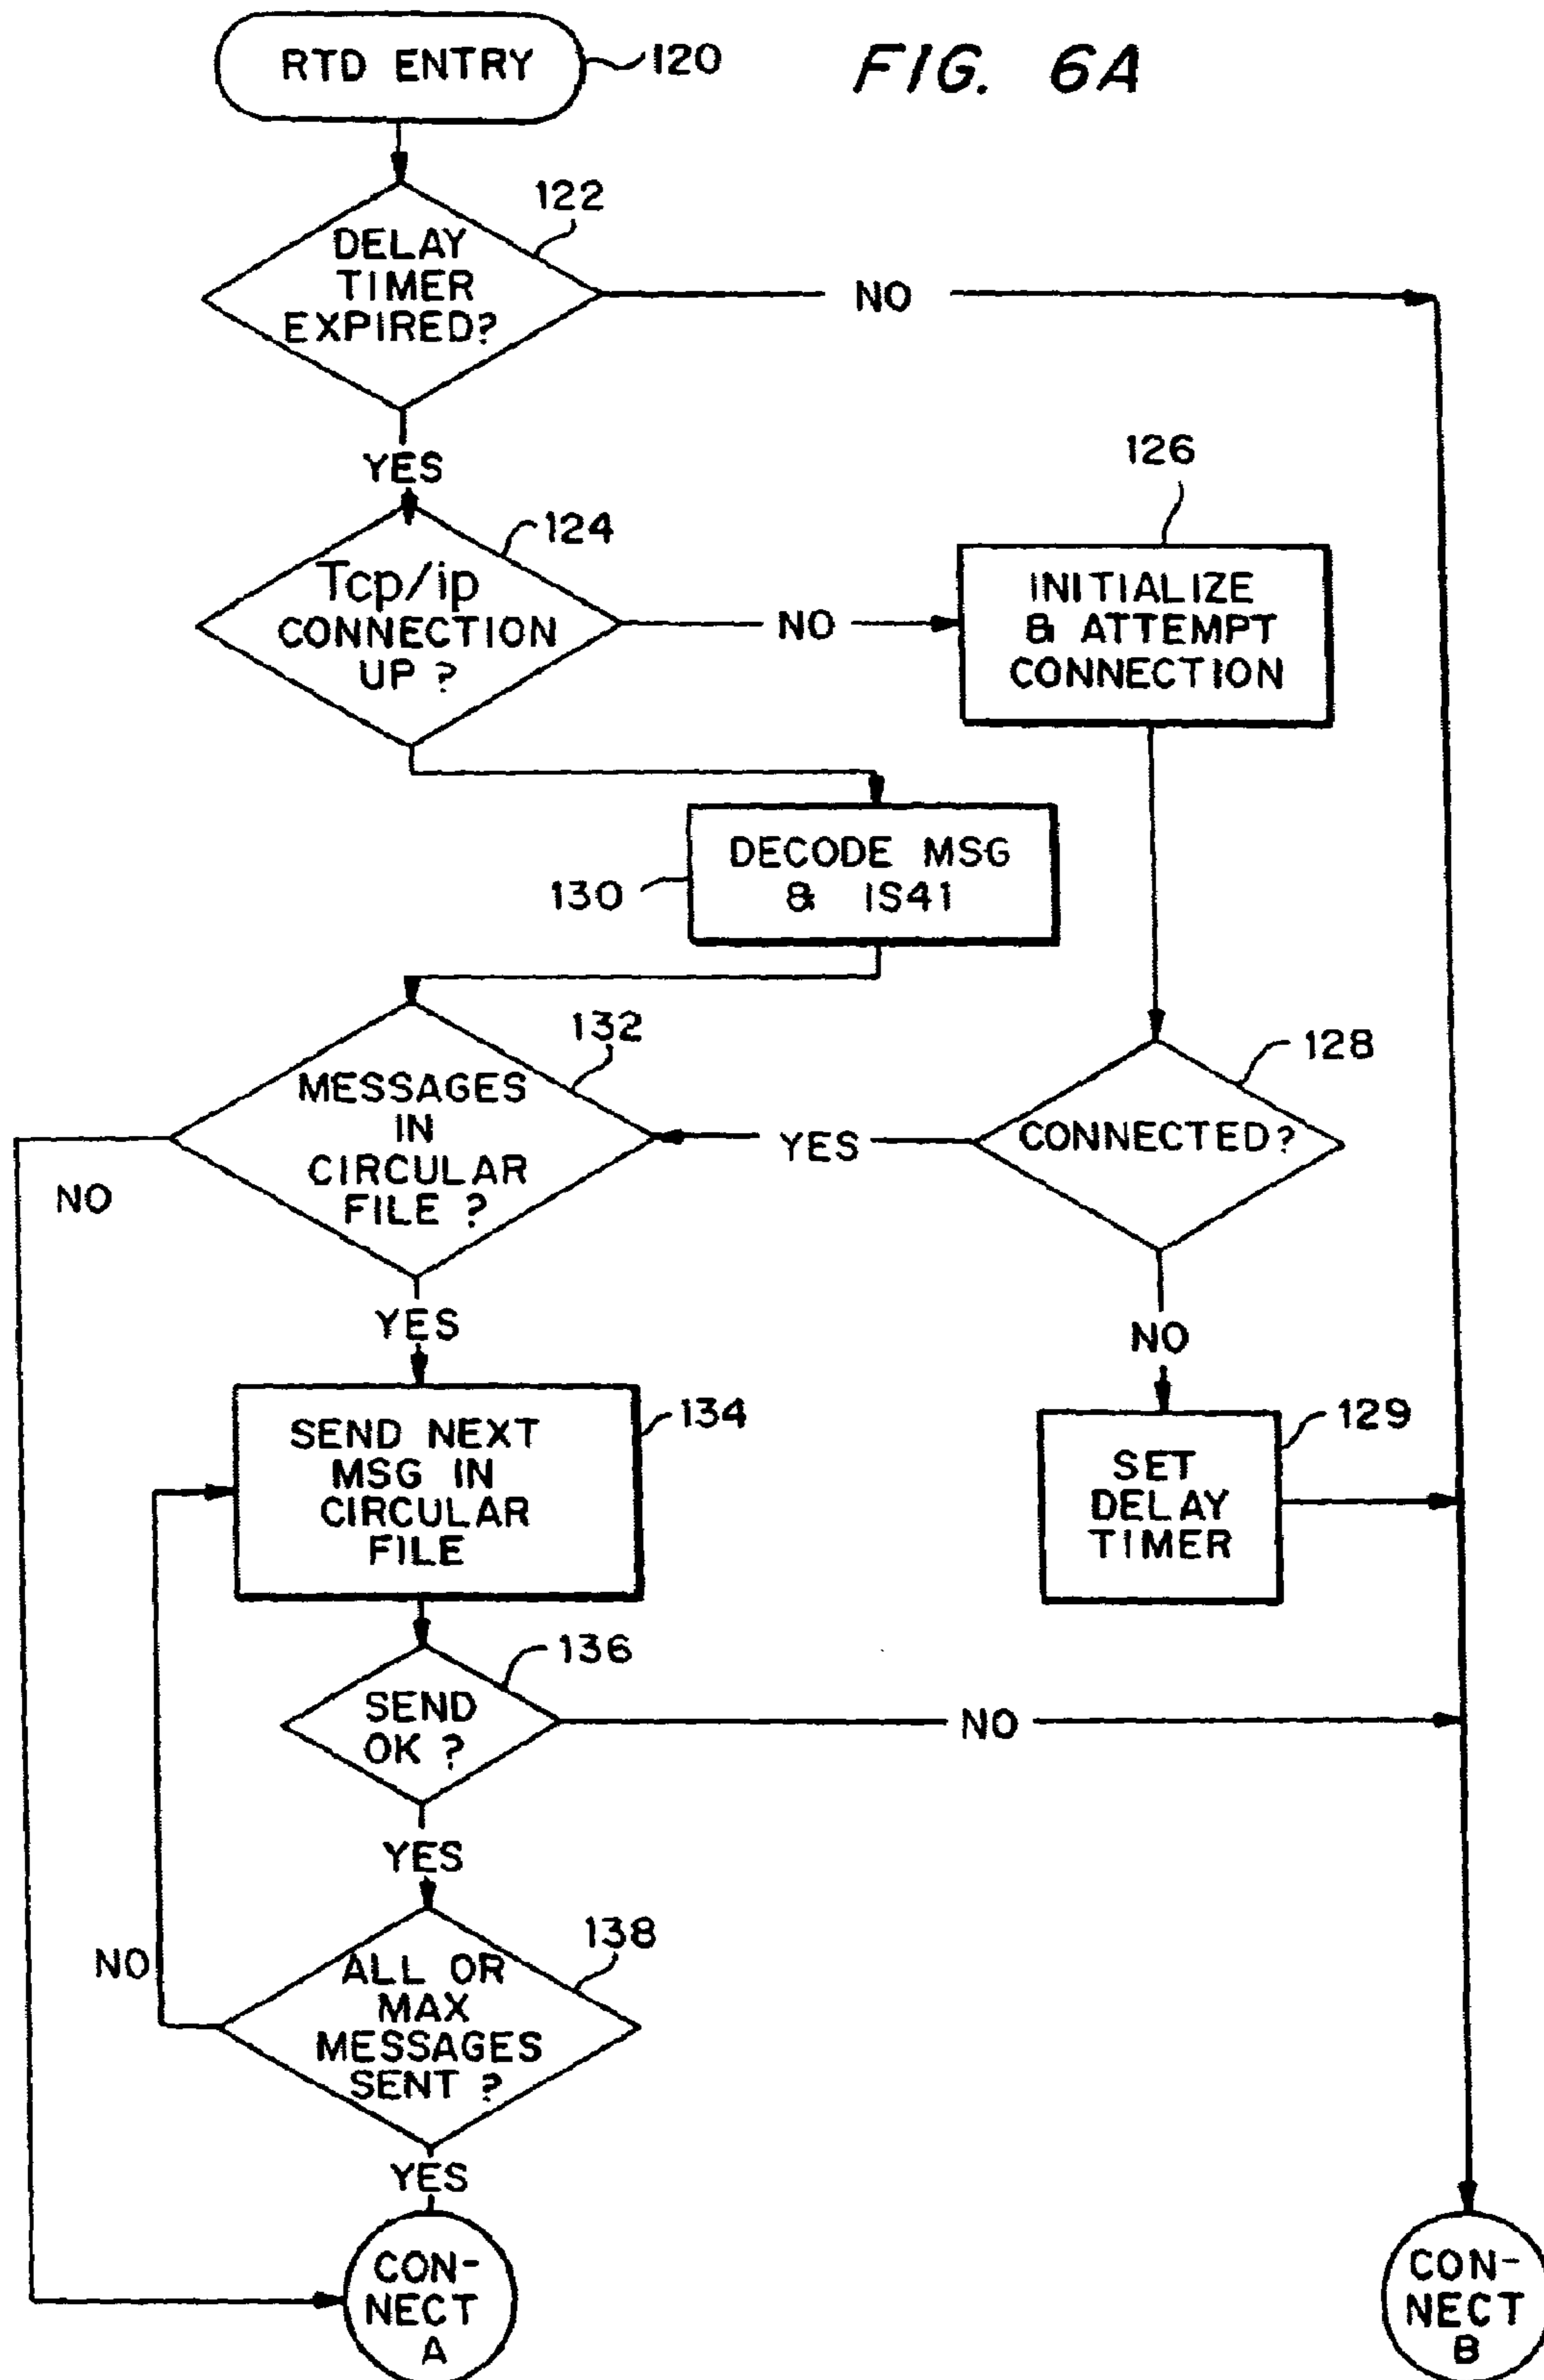 RTD ENTRY
120
FIG. 6A
122
DELAY
TIMER
EXPIRED?
NO
YES
124
Tcp/ip
CONNECTION
UP ?
NO
126
INITIALIZE
& ATTEMPT
CONNECTION
130
DECODE MSG
& IS41
132
MESSAGES
IN
CIRCULAR
FILE ?
NO
YES
128
CONNECTED?
YES
NO
129
SET
DELAY
TIMER
134
SEND NEXT
MSG IN
CIRCULAR
FILE
136
SEND
OK ?
NO
YES
138
ALL OR
MAX
MESSAGES
SENT ?
NO
YES
CON-
NECT
A
CON-
NECT
B